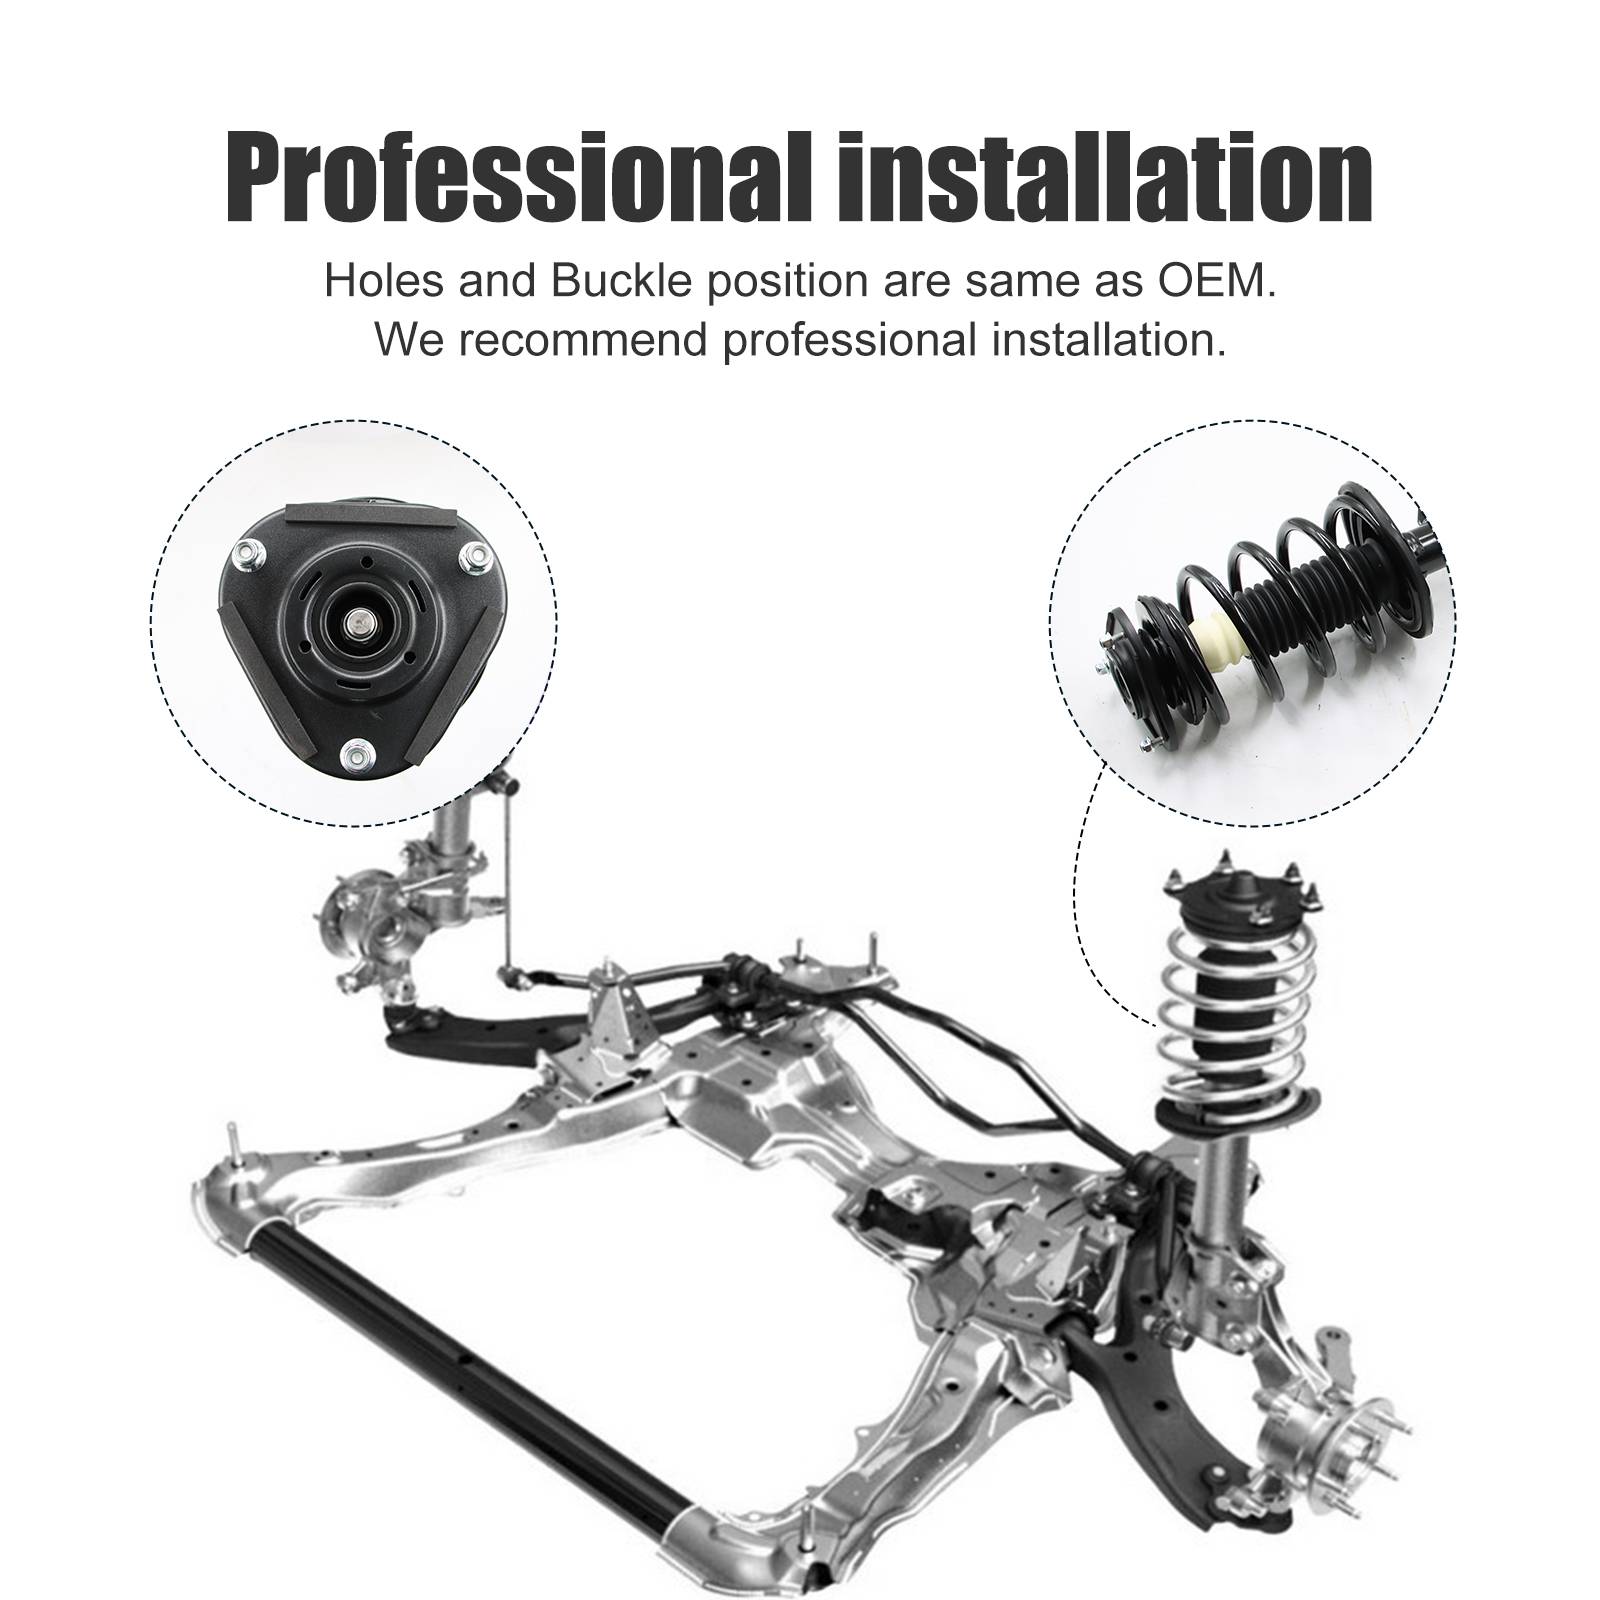 Professional installation
Holes and Buckle position are same as OEM.
We recommend professional installation.